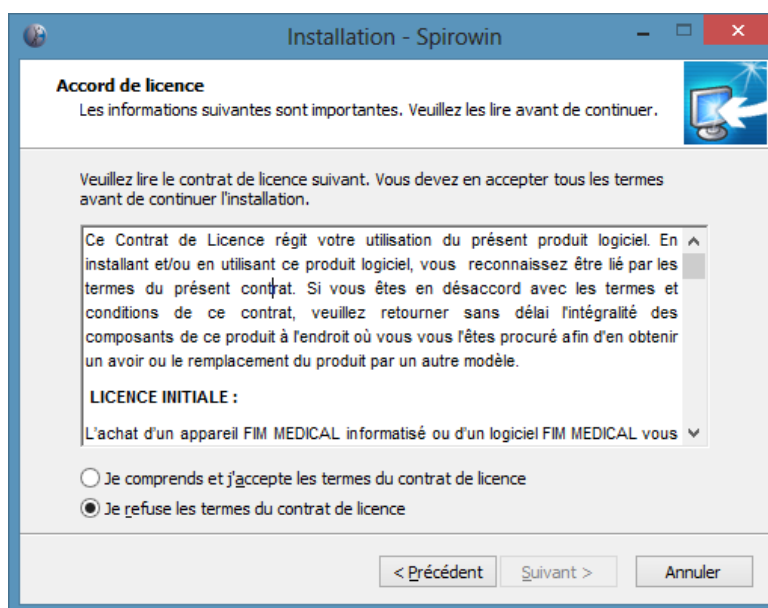 Installation - Spirowin
Accord de licence
Les informations suivantes sont importantes. Veuillez les lire avant de continuer.
Veuillez lire le contrat de licence suivant. Vous devez en accepter tous les termes
avant de continuer l'installation.
Ce Contrat de Licence régit votre utilisation du présent produit logiciel. En
installant et/ou en utilisant ce produit logiciel, vous reconnaissez être lié par les
termes du présent contrat. Si vous êtes en désaccord avec les termes et
conditions de ce contrat, veuillez retourner sans délai l'intégralité des
composants de ce produit à l'endroit où vous vous l'êtes procuré afin d'en obtenir
un avoir ou le remplacement du produit par un autre modèle.
LICENCE INITIALE :
L'achat d'un appareil FIM MEDICAL informatisé ou d'un logiciel FIM MEDICAL vous
Je comprends et j'accepte les termes du contrat de licence
Je refuse les termes du contrat de licence
< Précédent Suivant > Annuler